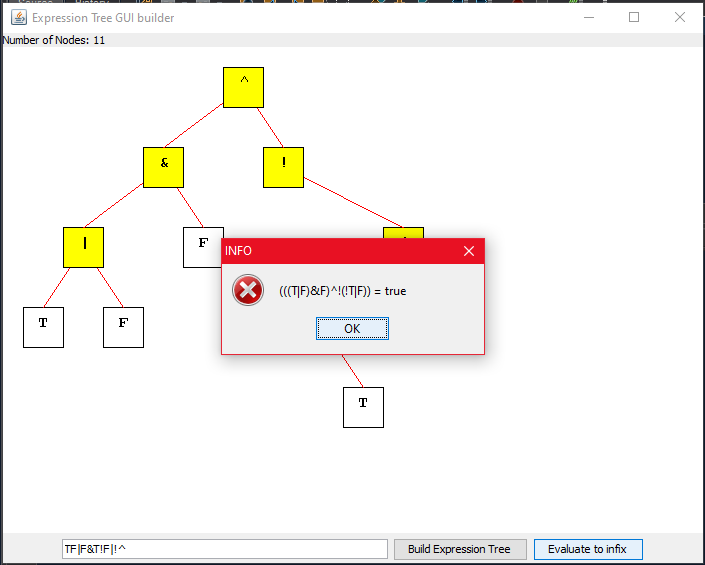 Expression Tree GUI builder
Number of Nodes: 11
^
&
!
|
F
INFO
(((T|F)&F)^!(!T|F)) = true
OK
T
F
T
TF|F&T!F|!^
Build Expression Tree
Evaluate to infix